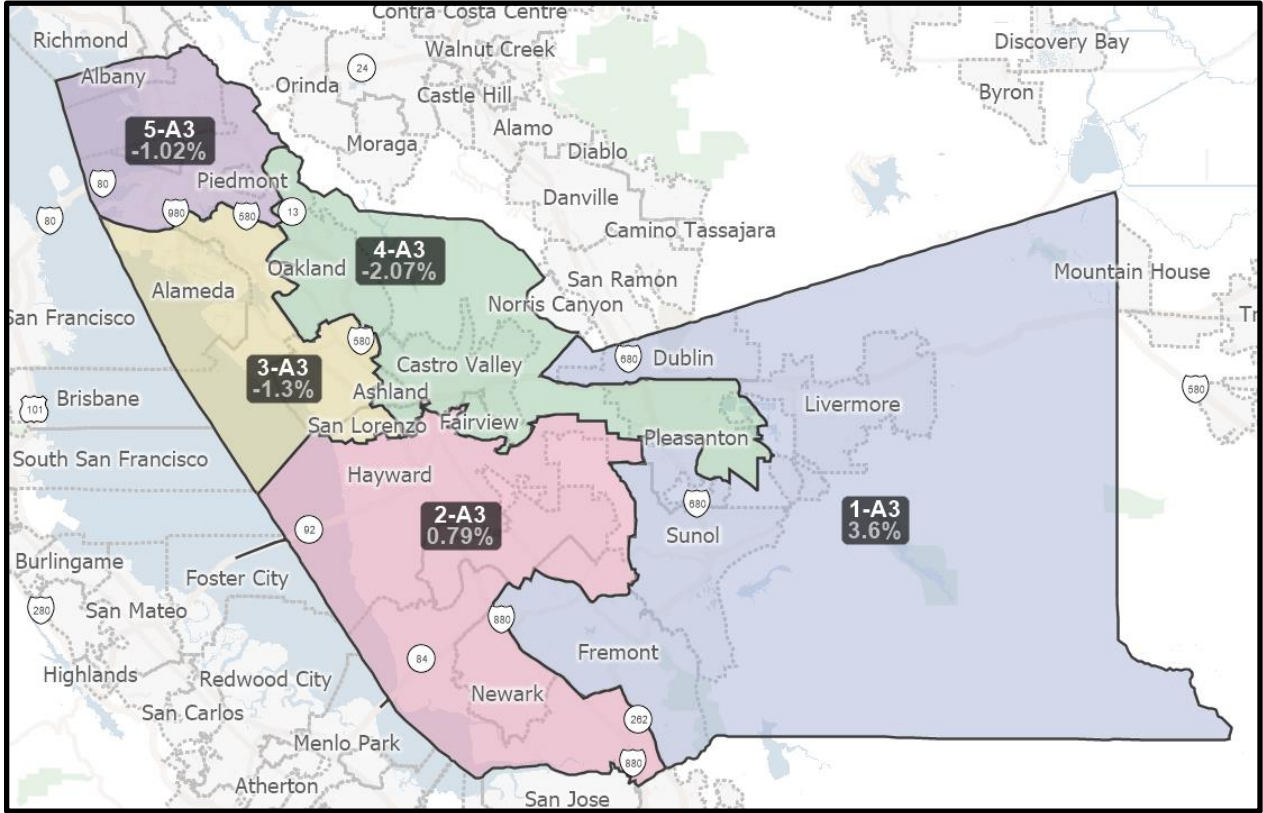 Contra Costa Centre
Richmond
Walnut Creek
Discovery Bay
Albany
Orinda
24
Castle Hill
Byron
5-A3
-1.02%
Alamo
Moraga
Diablo
80
Piedmont
Danville
80
980
580
13
Camino Tassajara
4-A3
-2.07%
Oakland
Mountain House
San Ramon
Alameda
Norris Canyon
San Francisco
Tr
580
680
Dublin
3-A3
-1.3%
Castro Valley
580
Ashland
Brisbane
101
Livermore
San Lorenzo
Fairview
Pleasanton
South San Francisco
Hayward
680
2-A3
0.79%
1-A3
3.6%
92
Sunol
Burlingame
Foster City
280
San Mateo
880
Fremont
84
Highlands
Redwood City
Newark
San Carlos
262
Menlo Park
880
Atherton
San Jose